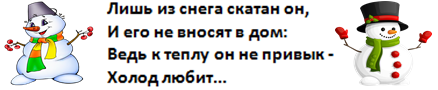 Лишь из снега скатан он,
И его не вносят в дом:
Ведь к теплу он не привык -
Холод любит...